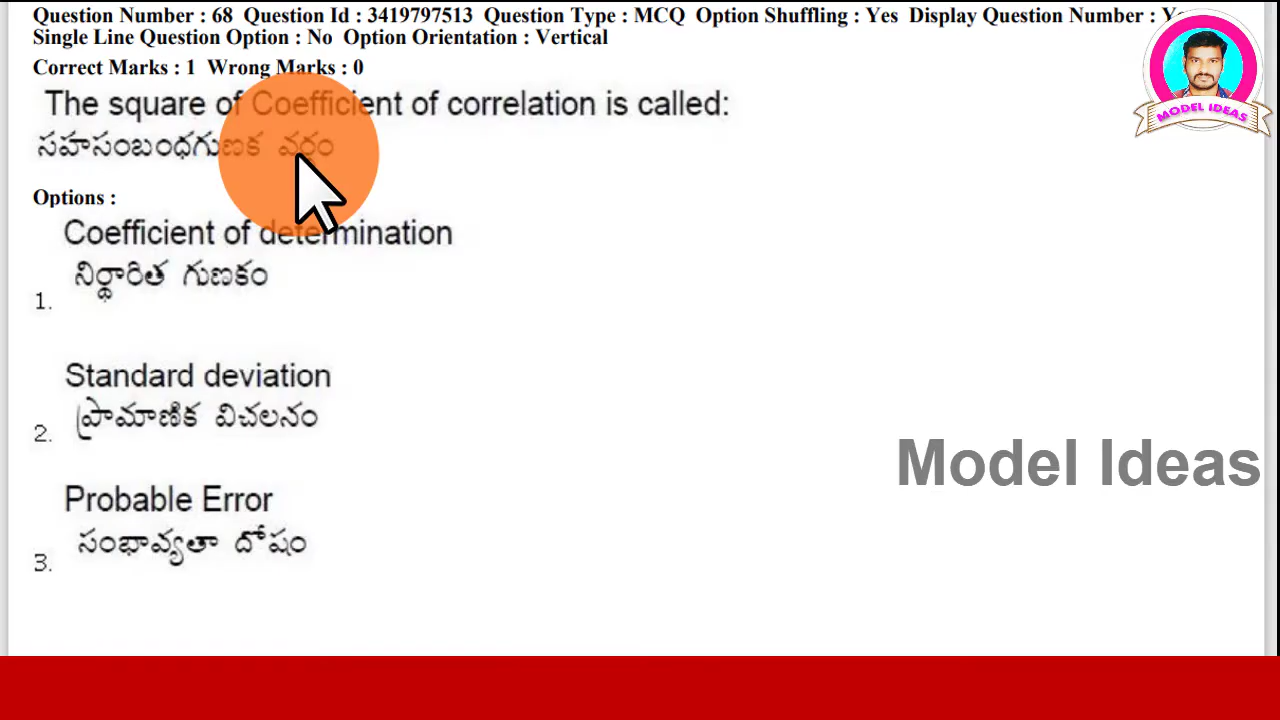 Question Number : 68 Question Id : 3419797513 Question Type : MCQ Option Shuffling : Yes Display Question Number :
Single Line Question Option : No Option Orientation : Vertical
Correct Marks : 1 Wrong Marks : 0
The square of Coefficient of correlation is called:
సహసంబంధగుణక వర్గం
Options :
Coefficient of determination
నిర్ధారిత గుణకం
1.
Standard deviation
ప్రామాణిక విచలనం
2.
Probable Error
సంభావ్యతా దోషం
3.
MODEL IDEAS
Model Ideas